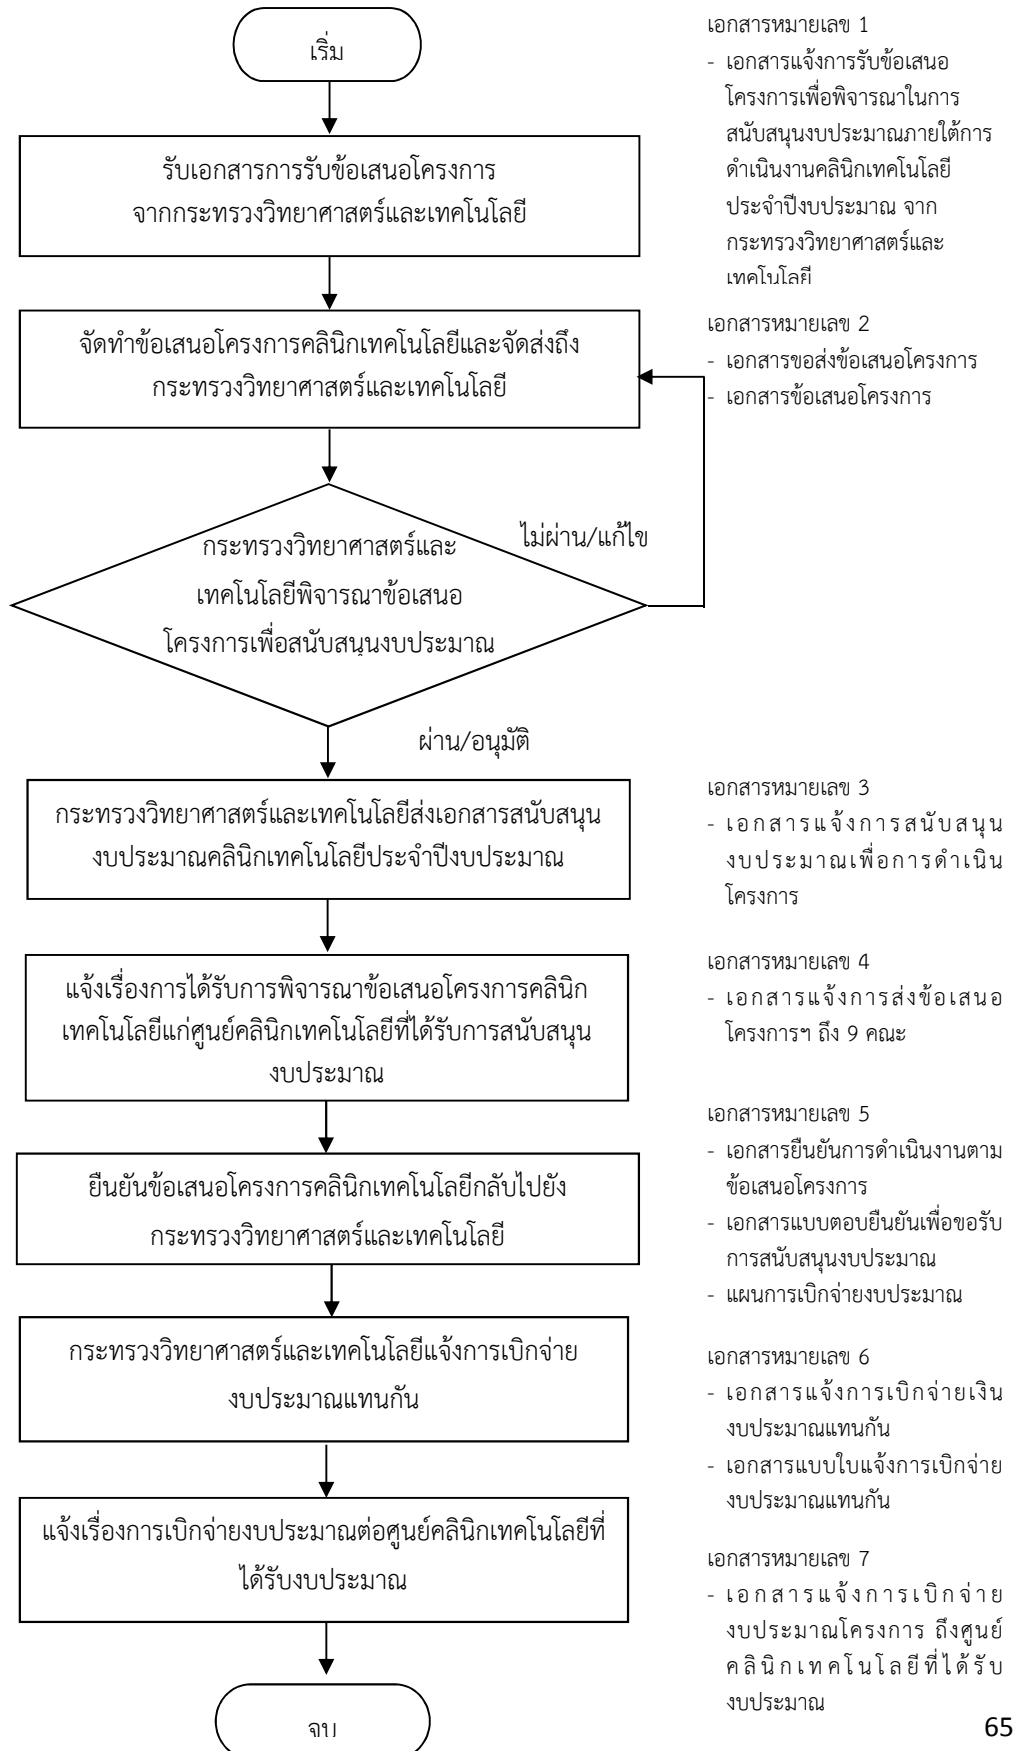 เริ่ม
รับเอกสารการรับข้อเสนอโครงการ
จากกระทรวงวิทยาศาสตร์และเทคโนโลยี
จัดทำข้อเสนอโครงการคลินิกเทคโนโลยีและจัดส่งถึง
กระทรวงวิทยาศาสตร์และเทคโนโลยี
ไม่ผ่าน/แก้ไข
กระทรวงวิทยาศาสตร์และ
เทคโนโลยีพิจารณาข้อเสนอ
โครงการเพื่อสนับสนุนงบประมาณ
ผ่าน/อนุมัติ
กระทรวงวิทยาศาสตร์และเทคโนโลยีส่งเอกสารสนับสนุน
งบประมาณคลินิกเทคโนโลยีประจำปีงบประมาณ
แจ้งเรื่องการได้รับการพิจารณาข้อเสนอโครงการคลินิก
เทคโนโลยีแก่ศูนย์คลินิกเทคโนโลยีที่ได้รับการสนับสนุน
งบประมาณ
ยืนยันข้อเสนอโครงการคลินิกเทคโนโลยีกลับไปยัง
กระทรวงวิทยาศาสตร์และเทคโนโลยี
กระทรวงวิทยาศาสตร์และเทคโนโลยีแจ้งการเบิกจ่าย
งบประมาณแทนกัน
แจ้งเรื่องการเบิกจ่ายงบประมาณต่อศูนย์คลินิกเทคโนโลยีที่
ได้รับงบประมาณ
จบ
เอกสารหมายเลข 1
- เอกสารแจ้งการรับข้อเสนอ
โครงการเพื่อพิจารณาในการ
สนับสนุนงบประมาณภายใต้การ
ดำเนินงานคลินิกเทคโนโลยี
ประจำปีงบประมาณ จาก
กระทรวงวิทยาศาสตร์และ
เทคโนโลยี
เอกสารหมายเลข 2
- เอกสารขอส่งข้อเสนอโครงการ
- เอกสารข้อเสนอโครงการ
เอกสารหมายเลข 3
- เอกสารแจ้งการสนับสนุน
งบประมาณเพื่อการดำเนิน
โครงการ
เอกสารหมายเลข 4
- เอกสารแจ้งการส่งข้อเสนอ
โครงการฯ ถึง 9 คณะ
เอกสารหมายเลข 5
- เอกสารยืนยันการดำเนินงานตาม
ข้อเสนอโครงการ
- เอกสารแบบตอบยืนยันเพื่อขอรับ
การสนับสนุนงบประมาณ
- แผนการเบิกจ่ายงบประมาณ
เอกสารหมายเลข 6
- เอกสารแจ้งการเบิกจ่ายเงิน
งบประมาณแทนกัน
- เอกสารแบบใบแจ้งการเบิกจ่าย
งบประมาณแทนกัน
เอกสารหมายเลข 7
- เอกสารแจ้งการเบิกจ่าย
งบประมาณโครงการ ถึงศูนย์
คลินิกเทคโนโลยีที่ได้รับ
งบประมาณ
65